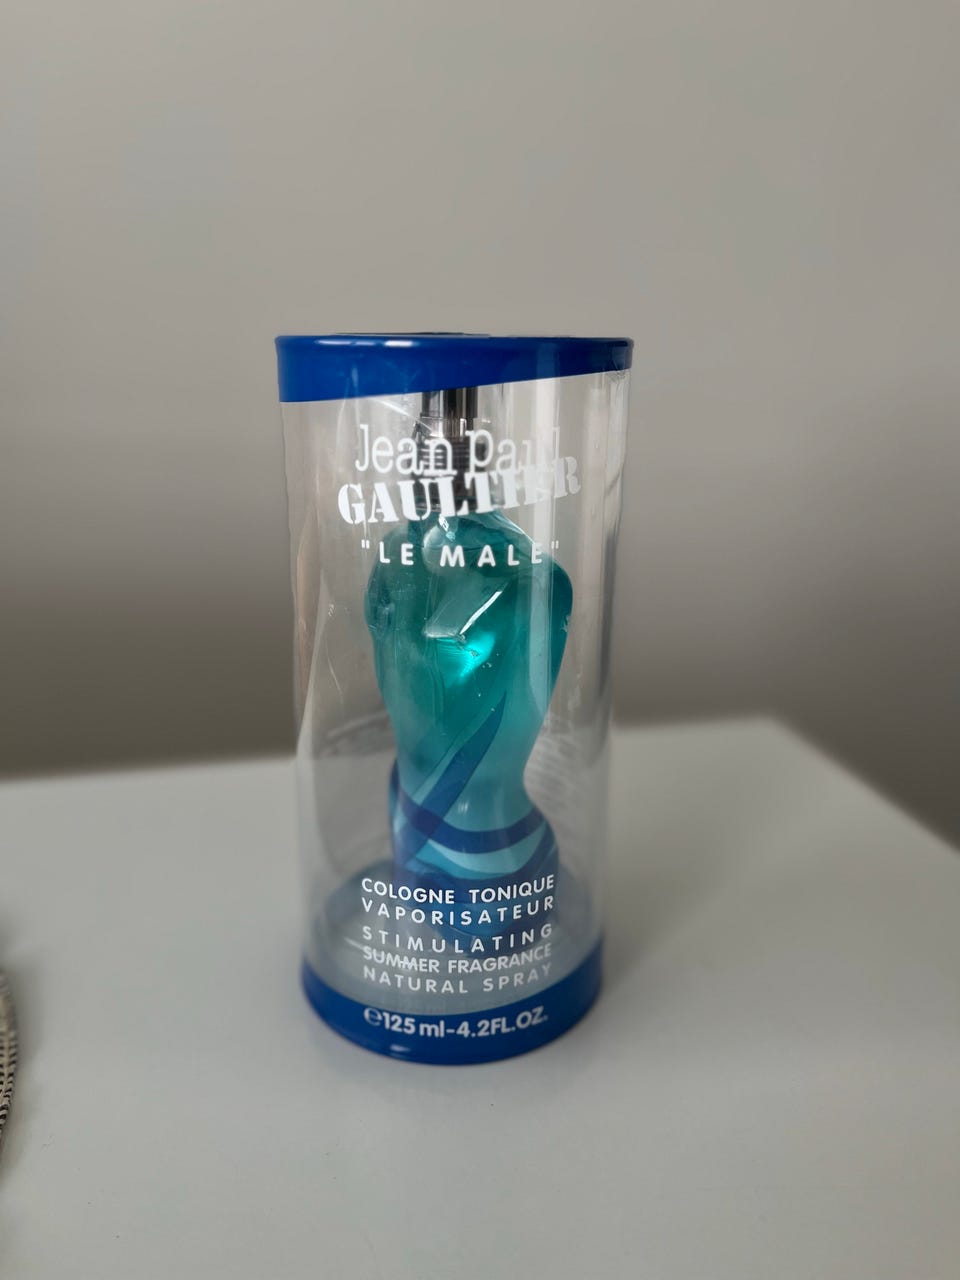 Jean Paul
GAULTIER
"LE MALE"
COLOGNE TONIQUE
VAPORISATEUR
STIMULATING
SUMMER FRAGRANCE
NATURAL SPRAY
℮125 ml-4.2FL.OZ.